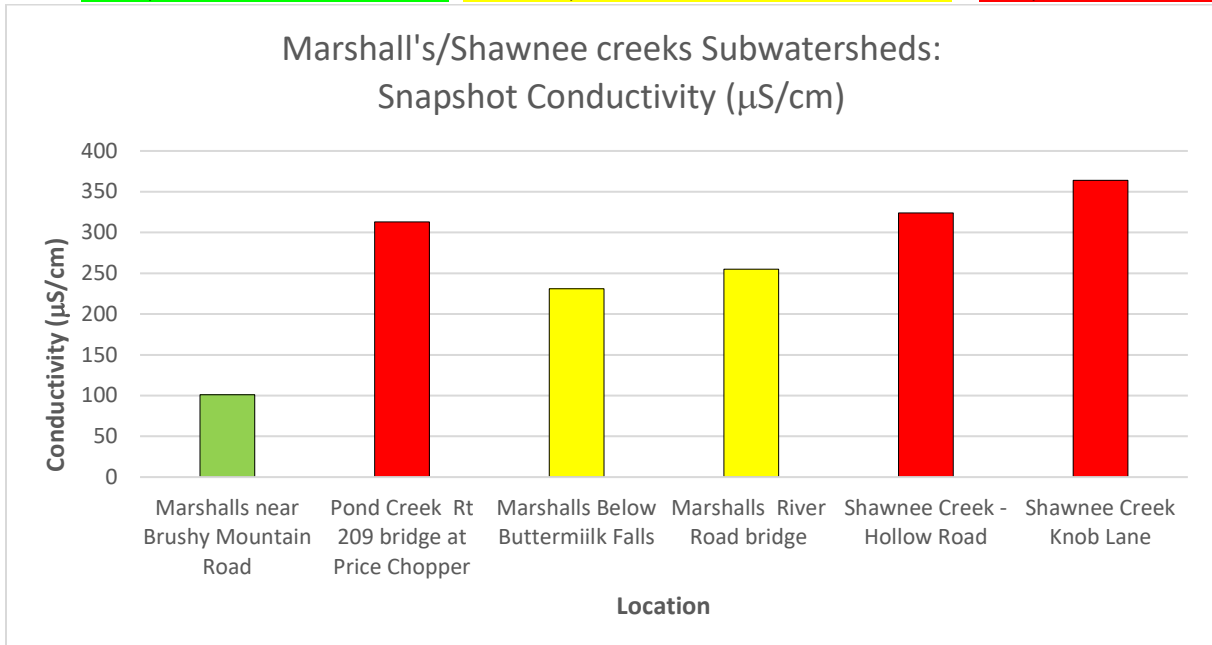 Marshall's/Shawnee creeks Subwatersheds:
Snapshot Conductivity (µS/cm)
Conductivity (µS/cm)
400
350
300
250
200
150
100
50
0
Marshalls near
Brushy Mountain
Road
Pond Creek Rt
209 bridge at
Price Chopper
Marshalls Below
Buttermiilk Falls
Marshalls River
Road bridge
Shawnee Creek -
Hollow Road
Shawnee Creek
Knob Lane
Location